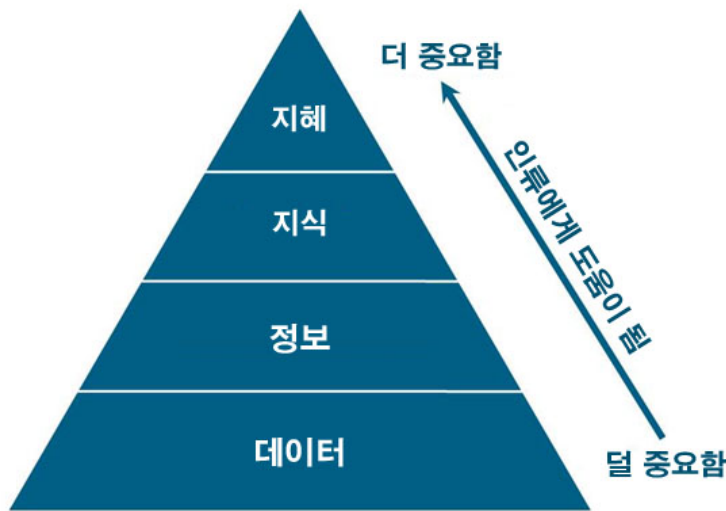 더 중요함
지혜
지식
인류에게 도움이 됨
정보
데이터
덜 중요함